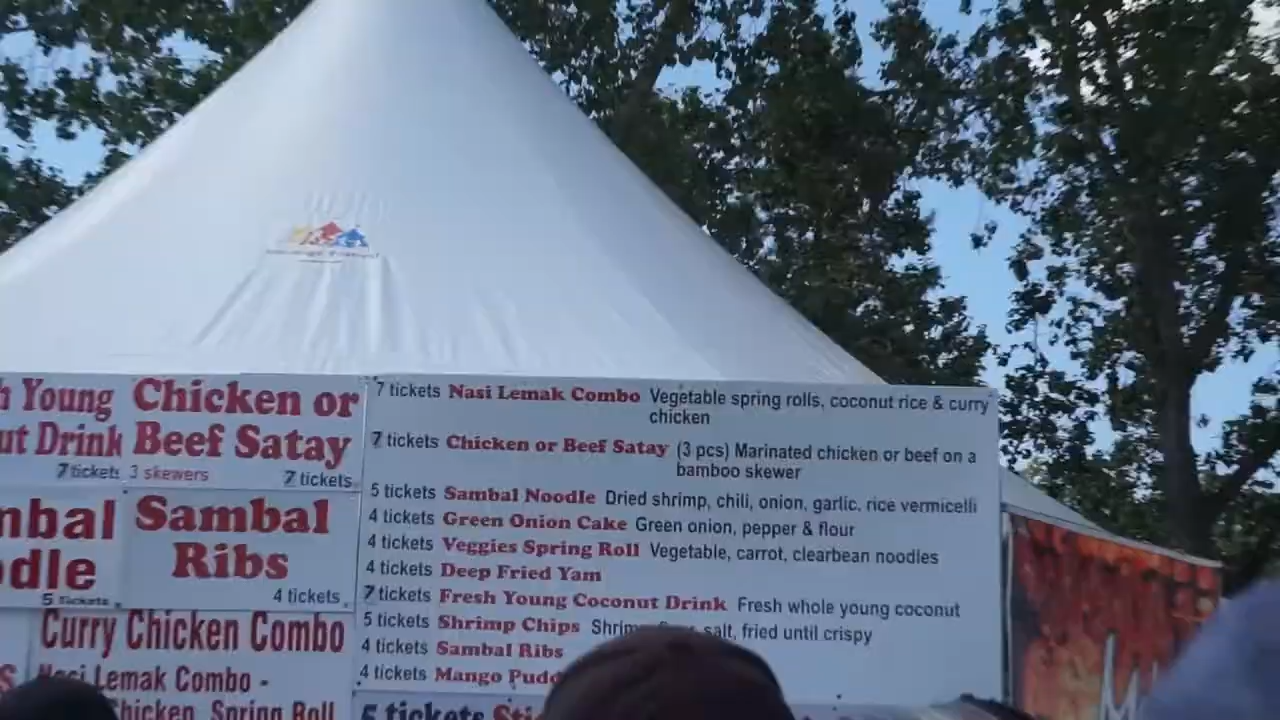 h Young
ut Drink
7 tickets
Chicken or
Beef Satay
3 skewers
7 tickets
mbal
odle
5 Tickets
Sambal
Ribs
4 tickets
Curry Chicken Combo
Nasi Lemak Combo -
Chicken, Spring Roll
7 tickets Nasi Lemak Combo Vegetable spring rolls, coconut rice & curry
chicken
7 tickets Chicken or Beef Satay (3 pcs) Marinated chicken or beef on a
bamboo skewer
5 tickets Sambal Noodle Dried shrimp, chili, onion, garlic, rice vermicelli
4 tickets Green Onion Cake Green onion, pepper & flour
4 tickets Veggies Spring Roll Vegetable, carrot, clearbean noodles
4 tickets Deep Fried Yam
7 tickets Fresh Young Coconut Drink Fresh whole young coconut
5 tickets Shrimp Chips salt, fried until crispy
4 tickets Sambal Ribs
4 tickets Mango Pudd
5 tickets